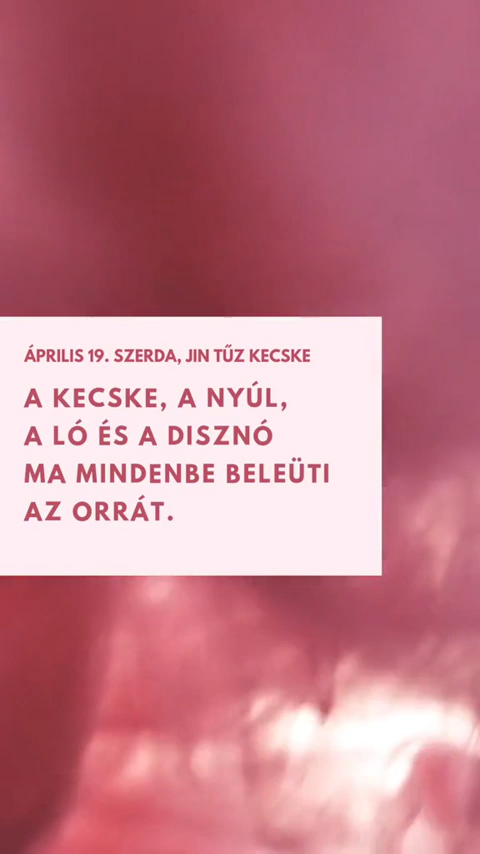 ÁPRILIS 19. SZERDA, JIN TŰZ KECSKE
A KECSKE, A NYÚL,
A LÓ ÉS A DISZNÓ
MA MINDENBE BELEÜTI
AZ ORRÁT.